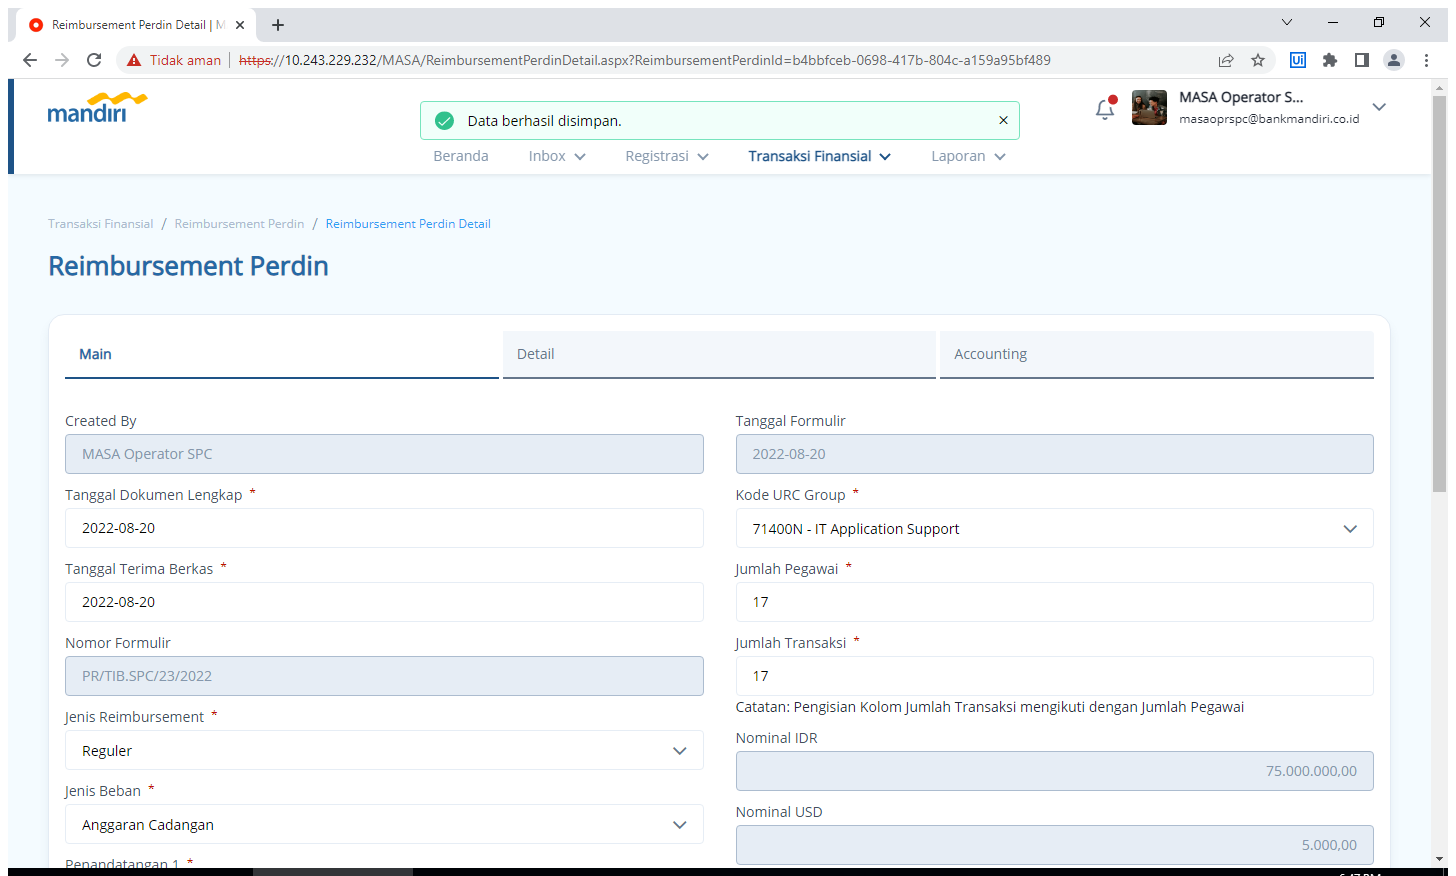 Reimbursement Perdin Detail | M
Tidak aman
https://10.243.229.232/MASA/ReimbursementPerdinDetail.aspx?ReimbursementPerdinId=b4bbfceb-0698-417b-804c-a159a95bf489
Ui
mandiri
Data berhasil disimpan.
MASA Operator S...
masaoprspc@bankmandiri.co.id
Beranda
Inbox
Registrasi
Transaksi Finansial
Laporan
Transaksi Finansial / Reimbursement Perdin / Reimbursement Perdin Detail
Reimbursement Perdin
Main
Detail
Accounting
Created By
MASA Operator SPC
Tanggal Formulir
2022-08-20
Tanggal Dokumen Lengkap *
2022-08-20
Kode URC Group *
71400N - IT Application Support
Tanggal Terima Berkas *
2022-08-20
Jumlah Pegawai *
17
Nomor Formulir
PR/TIB.SPC/23/2022
Jumlah Transaksi *
17
Catatan: Pengisian Kolom Jumlah Transaksi mengikuti dengan Jumlah Pegawai
Jenis Reimbursement *
Reguler
Nominal IDR
75.000.000,00
Jenis Beban *
Anggaran Cadangan
Nominal USD
5.000,00
Penandatangan 1 *